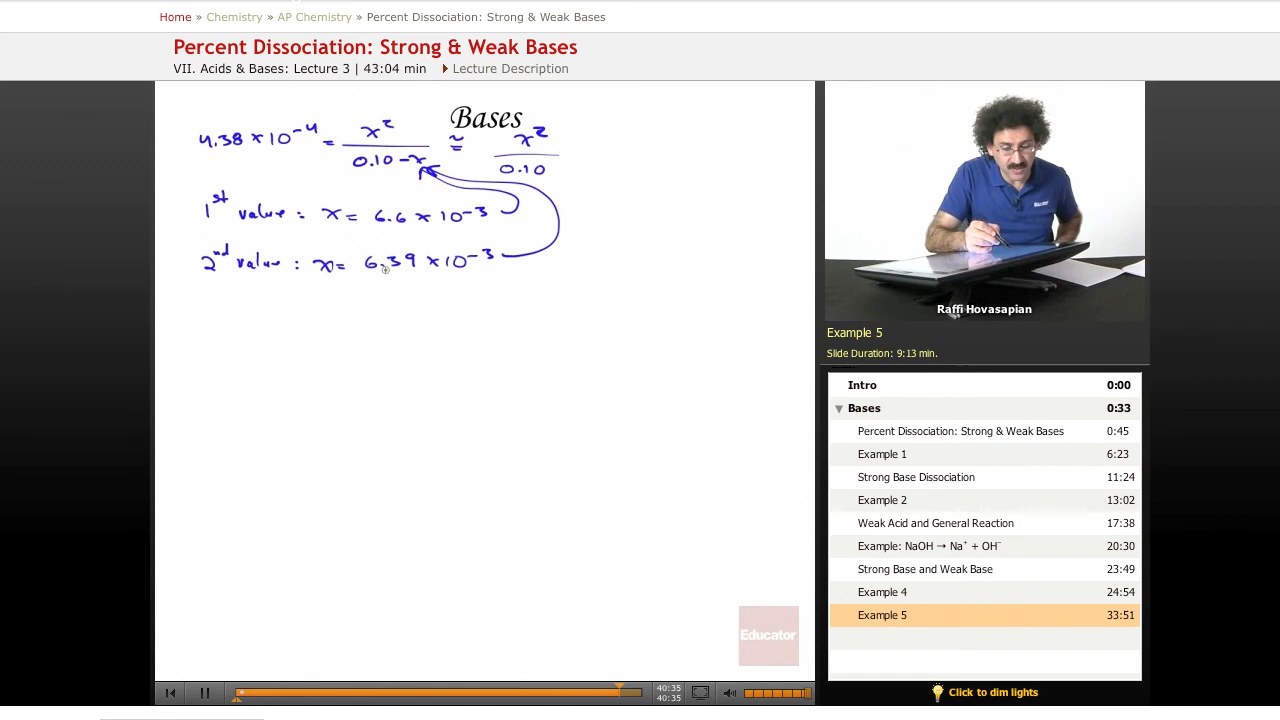 Home » Chemistry » AP Chemistry » Percent Dissociation: Strong & Weak Bases
Percent Dissociation: Strong & Weak Bases
VII. Acids & Bases: Lecture 3 | 43:04 min Lecture Description
Bases
4.38 × 10⁻⁴ = x² / 0.10 - x ≅ x² / 0.10
1st value : x = 6.6 × 10⁻³
2nd value : x = 6.39 × 10⁻³
Educator
Raffi Hovasapian
Example 5
Slide Duration: 9:13 min.
Intro 0:00
Bases 0:33
Percent Dissociation: Strong & Weak Bases 0:45
Example 1 6:23
Strong Base Dissociation 11:24
Example 2 13:02
Weak Acid and General Reaction 17:38
Example: NaOH → Na⁺ + OH⁻ 20:30
Strong Base and Weak Base 23:49
Example 4 24:54
Example 5 33:51
40:35
40:35
Click to dim lights